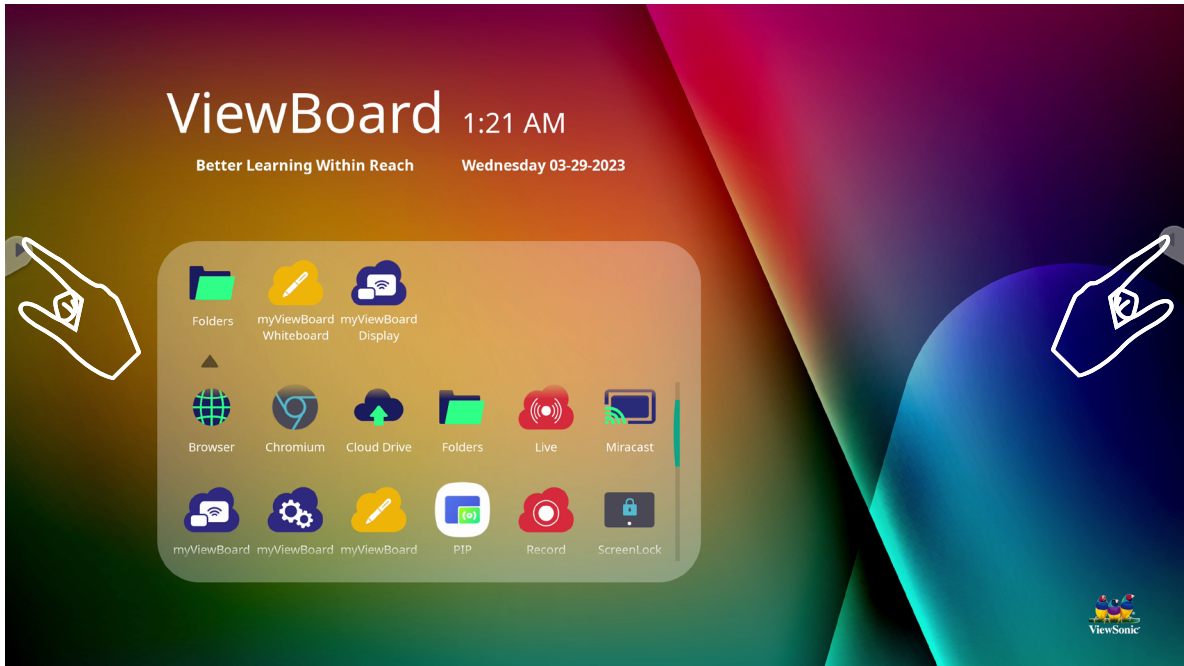 ViewBoard 1:21 AM
Better Learning Within Reach Wednesday 03-29-2023
Folders
myViewBoard Whiteboard
myViewBoard Display
Browser
Chromium
Cloud Drive
Folders
Live
Miracast
myViewBoard
myViewBoard
myViewBoard
PIP
Record
ScreenLock
ViewSonic